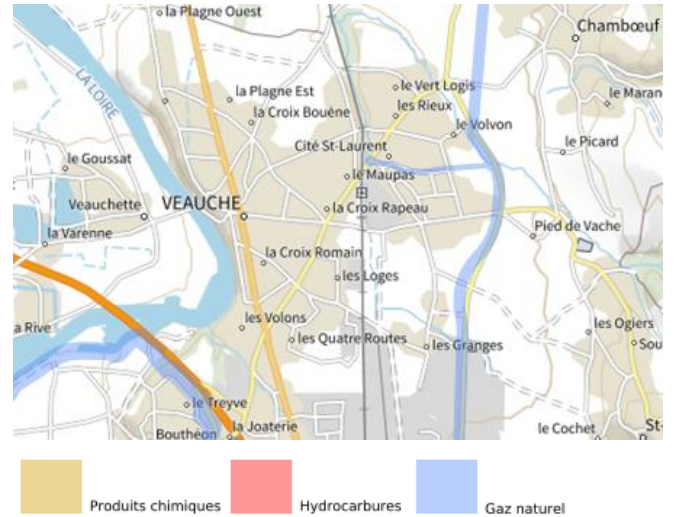 la Plagne Ouest
Chambœuf
LA LOIRE
la Plagne Est
le Vert Logis
le Maran
la Croix Bouène
les Rieux
le Volvon
le Goussat
Cité St-Laurent
le Picard
le Maupas
Veauchette
VEAUCHE
la Croix Rapeau
la Varenne
Pied de Vache
la Croix Romain
les Loges
a Rive
les Volons
les Ogiers
les Quatre Routes
les Granges
Sou
le Treyve
la Joaterie
Bouthéon
le Cochet
St-
Produits chimiques
Hydrocarbures
Gaz naturel